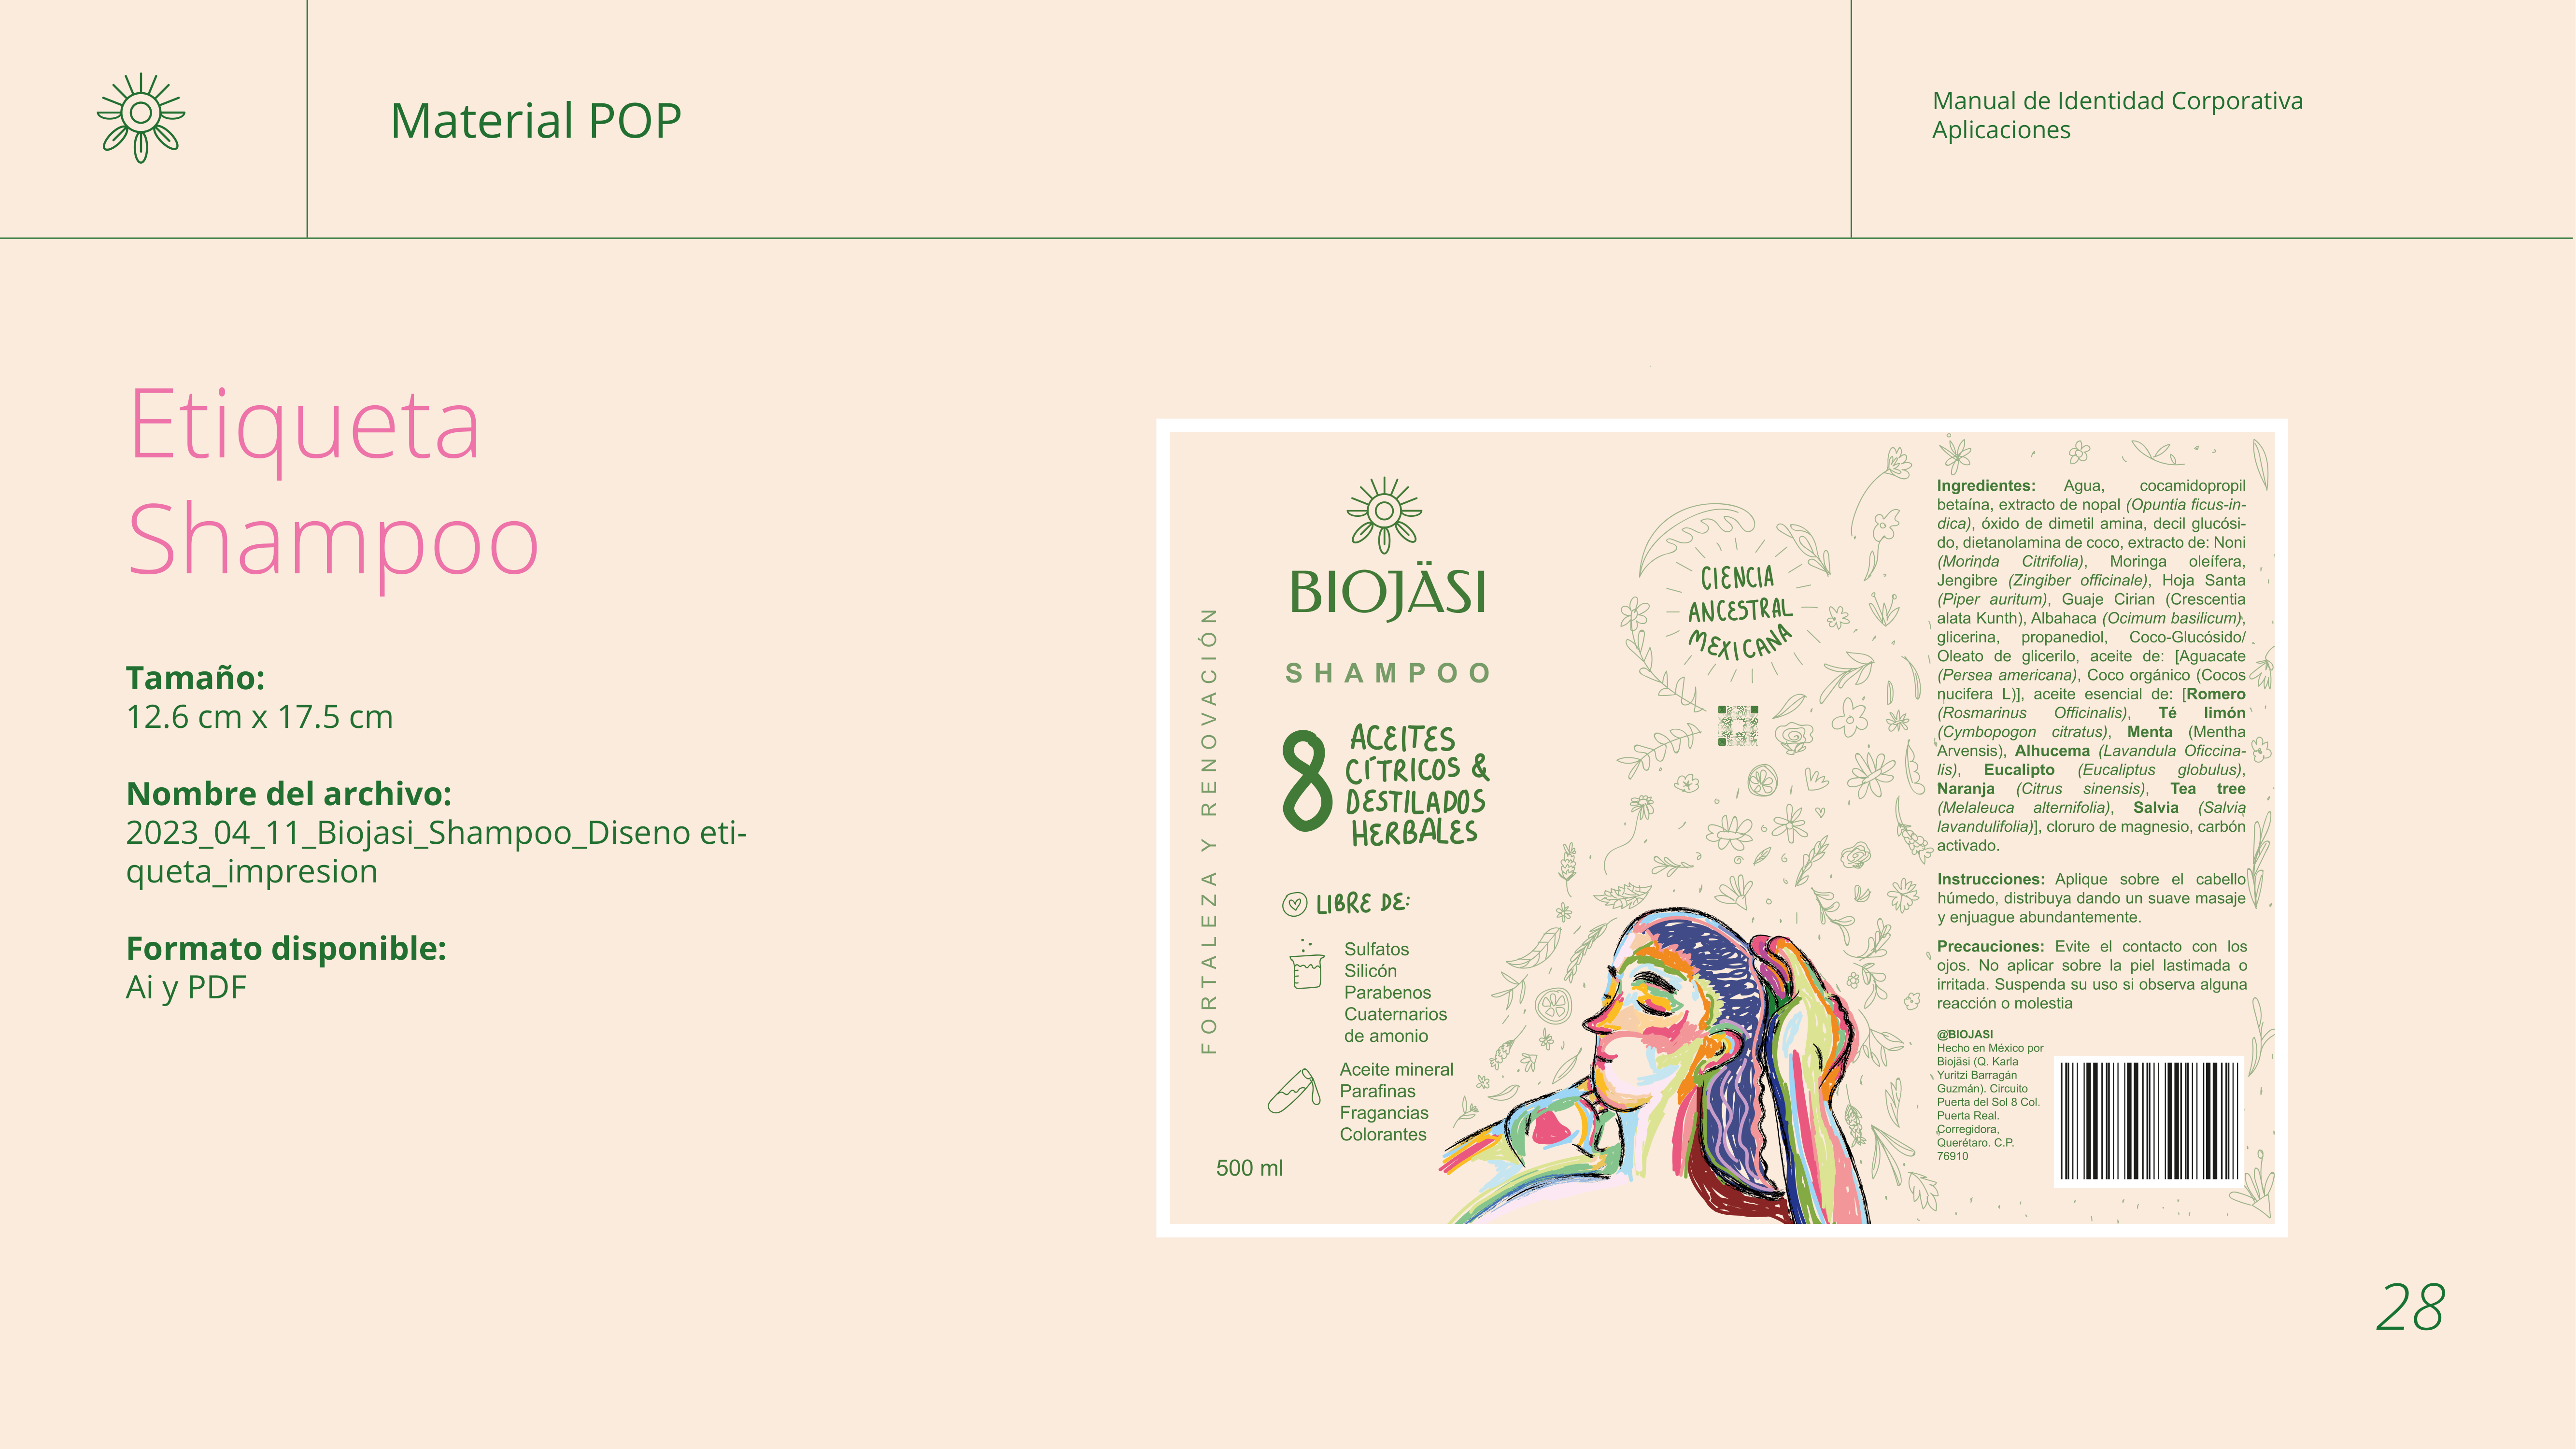 Material POP
Manual de Identidad Corporativa
Aplicaciones
Etiqueta
Shampoo
Tamaño:
12.6 cm x 17.5 cm
Nombre del archivo:
2023_04_11_Biojasi_Shampoo_Diseno eti-
queta_impresion
Formato disponible:
Ai y PDF
FORTALEZA Y RENOVACIÓN
BIOJÄSI
SHAMPOO
8 ACEITES
CÍTRICOS &
DESTILADOS
HERBALES
LIBRE DE:
Sulfatos
Silicón
Parabenos
Cuaternarios
de amonio
Aceite mineral
Parafinas
Fragancias
Colorantes
500 ml
CIENCIA
ANCESTRAL
MEXICANA
Ingredientes: Agua, cocamidopropil
betaína, extracto de nopal (Opuntia ficus-in-
dica), óxido de dimetil amina, decil glucósi-
do, dietanolamina de coco, extracto de: Noni
(Morinda Citrifolia), Moringa oleífera,
Jengibre (Zingiber officinale), Hoja Santa
(Piper auritum), Guaje Cirian (Crescentia
alata Kunth), Albahaca (Ocimum basilicum),
glicerina, propanediol, Coco-Glucósido/
Oleato de glicerilo, aceite de: [Aguacate
(Persea americana), Coco orgánico (Cocos
nucifera L)], aceite esencial de: [Romero
(Rosmarinus Officinalis), Té limón
(Cymbopogon citratus), Menta (Mentha
Arvensis), Alhucema (Lavandula Oficcina-
lis), Eucalipto (Eucaliptus globulus),
Naranja (Citrus sinensis), Tea tree
(Melaleuca alternifolia), Salvia (Salvia
lavandulifolia)], cloruro de magnesio, carbón
activado.
Instrucciones: Aplique sobre el cabello
húmedo, distribuya dando un suave masaje
y enjuague abundantemente.
Precauciones: Evite el contacto con los
ojos. No aplicar sobre la piel lastimada o
irritada. Suspenda su uso si observa alguna
reacción o molestia
@BIOJASI
Hecho en México por
Biojäsi (Q. Karla
Yuritzi Barragán
Guzmán). Circuito
Puerta del Sol 8 Col.
Puerta Real.
Corregidora,
Querétaro. C.P.
76910
28